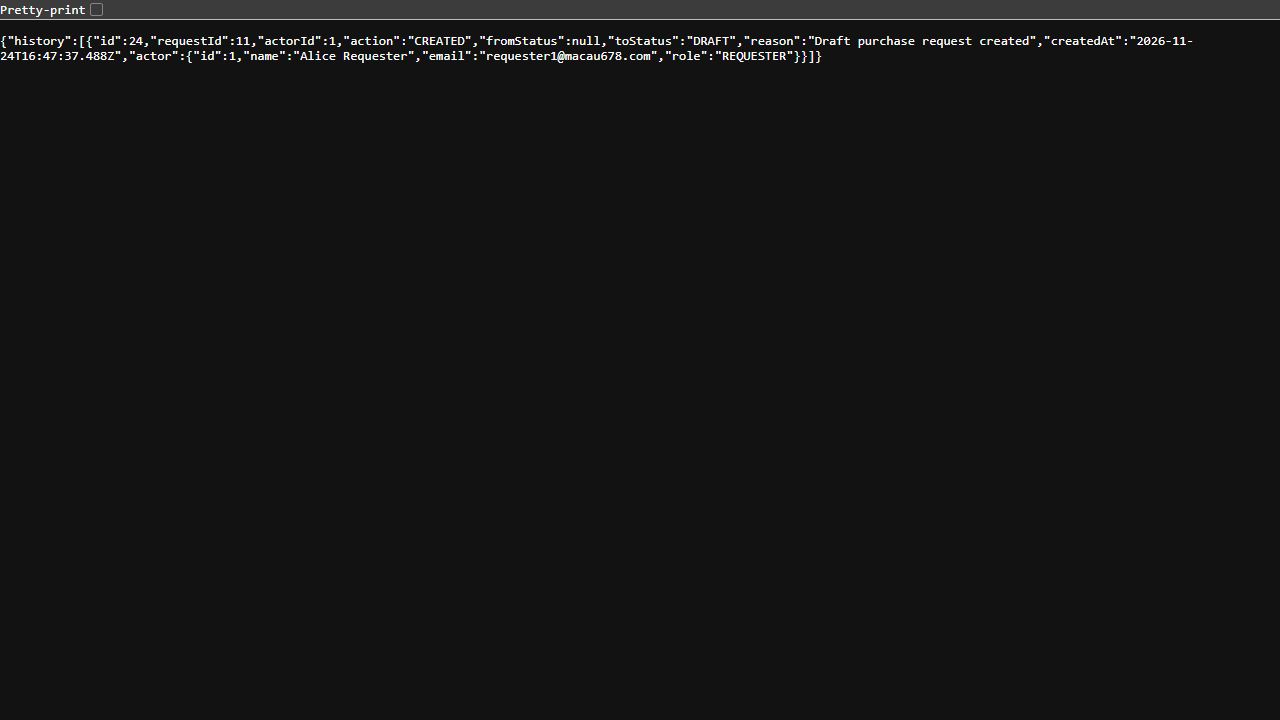 Pretty-print
{"history":[{"id":24,"requestId":11,"actorId":1,"action":"CREATED","fromStatus":null,"toStatus":"DRAFT","reason":"Draft purchase request created","createdAt":"2026-11-
24T16:47:37.488Z","actor":{"id":1,"name":"Alice Requester","email":"requester1@macau678.com","role":"REQUESTER"}}]}